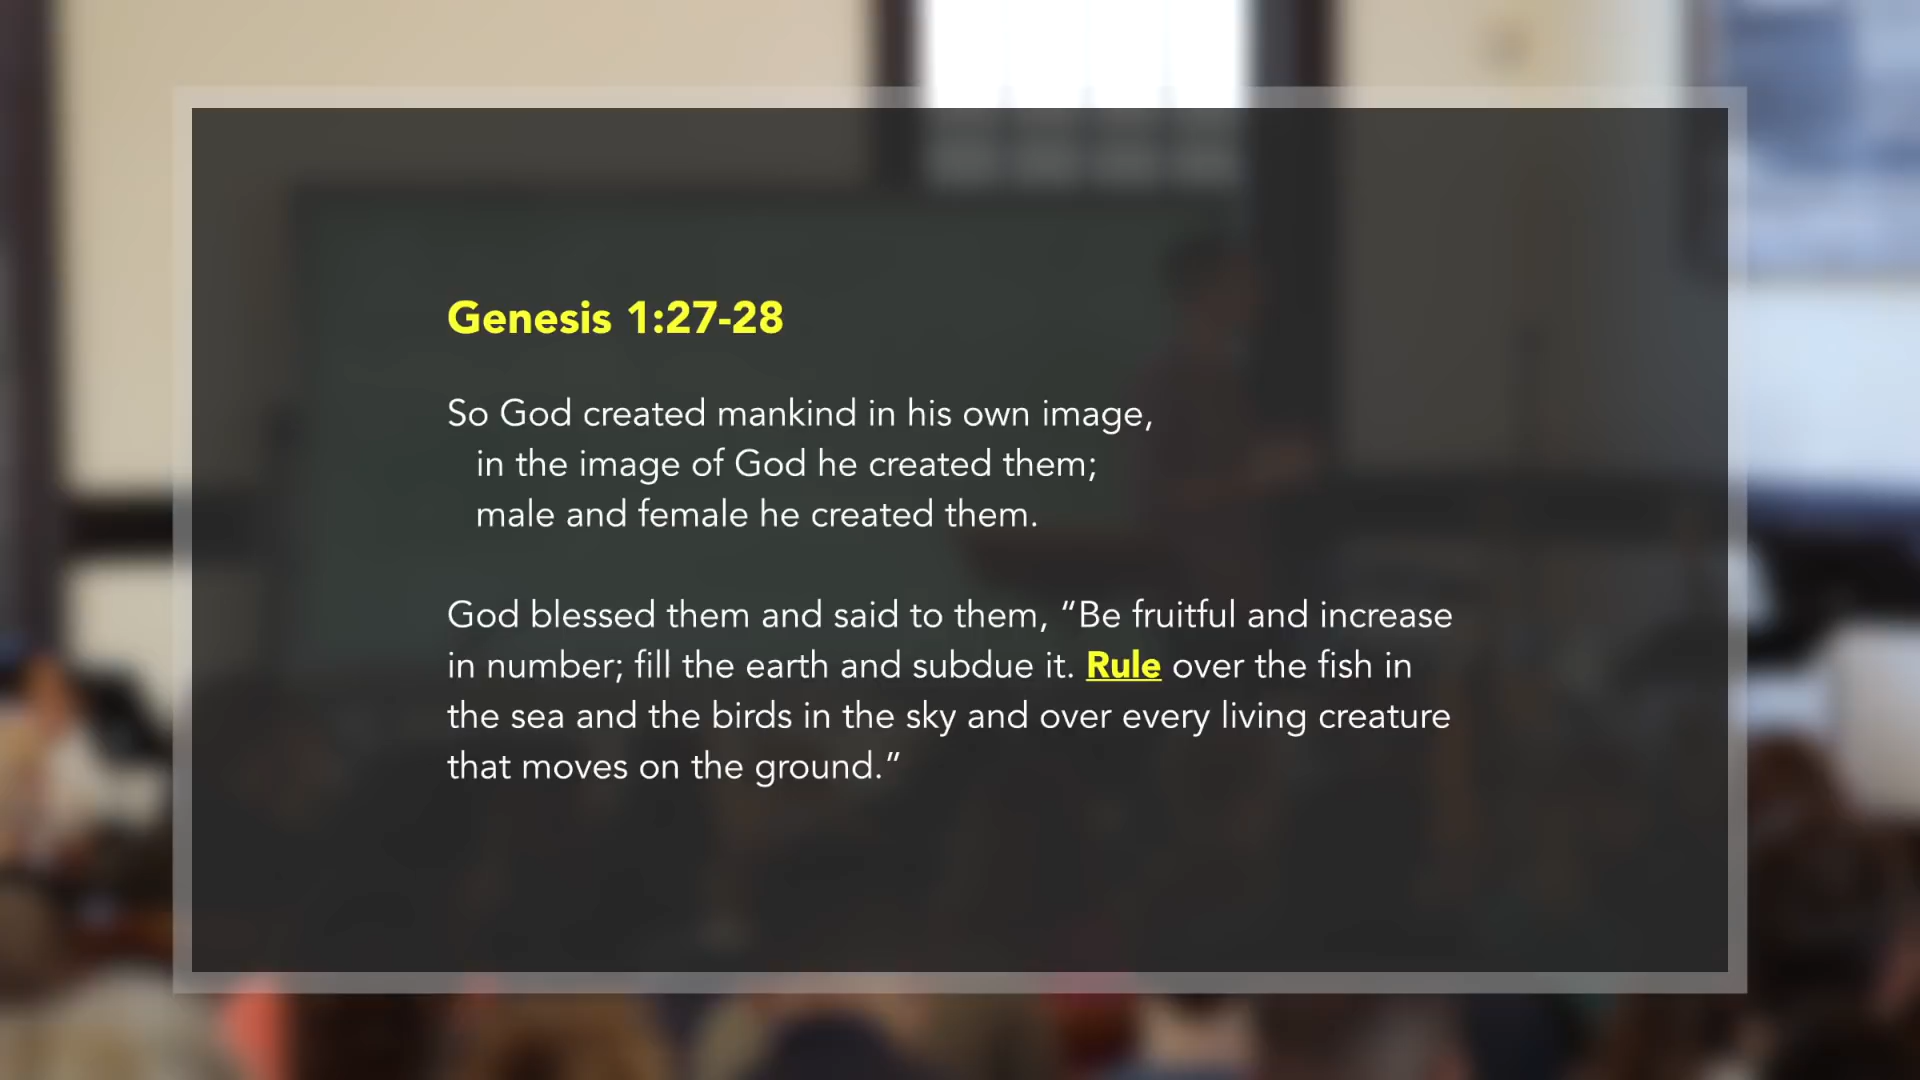 Genesis 1:27-28
So God created mankind in his own image,
in the image of God he created them;
male and female he created them.
God blessed them and said to them, “Be fruitful and increase
in number; fill the earth and subdue it. Rule over the fish in
the sea and the birds in the sky and over every living creature
that moves on the ground.”